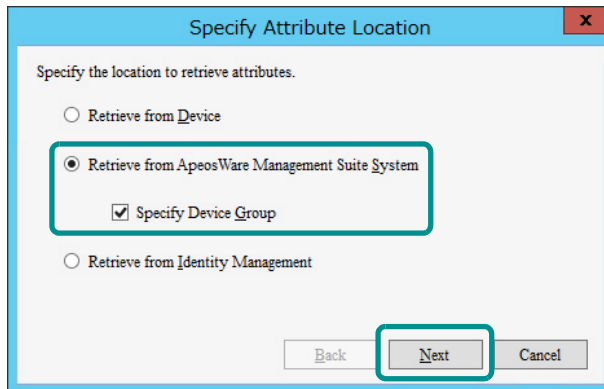 Specify Attribute Location
x
Specify the location to retrieve attributes.
Retrieve from Device
Retrieve from ApeosWare Management Suite System
Specify Device Group
Retrieve from Identity Management
Back Next Cancel